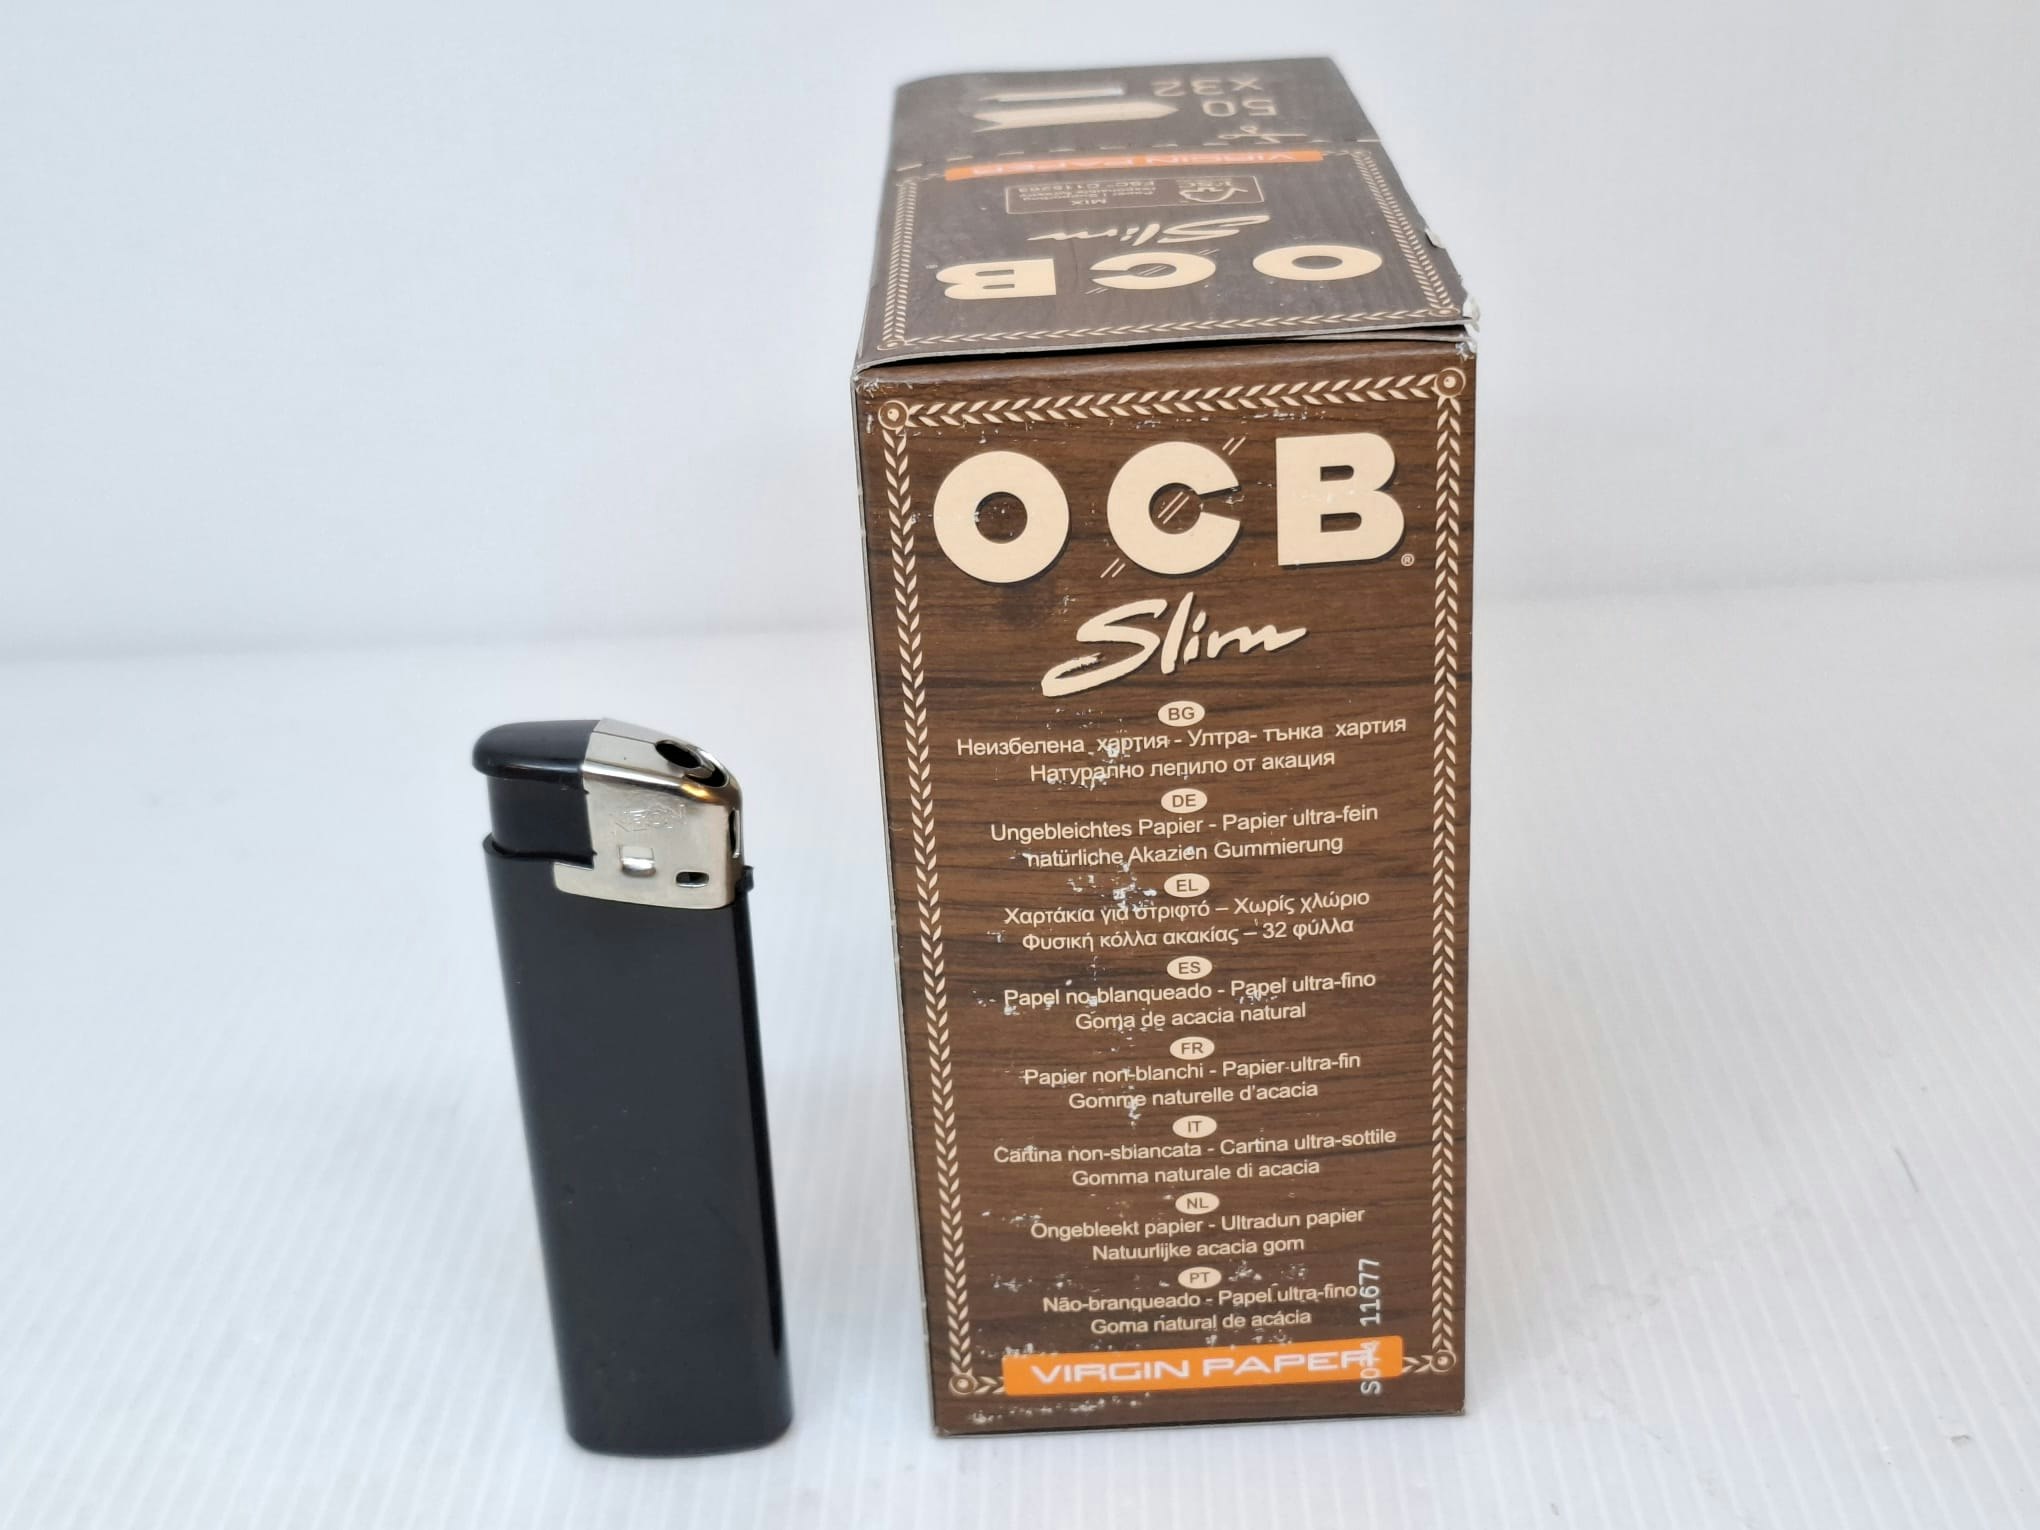 x32
50
VIRGIN PAPER
MIX
FSC
Slim
OCB
OCB
®
Slim
BG
Неизбелена хартия - Ултра- тънка хартия
Натурално лепило от акация
DE
Ungebleichtes Papier - Papier ultra-fein
natürliche Akazien Gummierung
EL
Χαρτάκια για στριφτό – Χωρίς χλώριο
Φυσική κόλλα ακακίας – 32 φύλλα
ES
Papel no-blanqueado - Papel ultra-fino
Goma de acacia natural
FR
Papier non-blanchi - Papier ultra-fin
Gomme naturelle d'acacia
IT
Cartina non-sbiancata - Cartina ultra-sottile
Gomma naturale di acacia
NL
Ongebleekt papier - Ultradun papier
Natuurlijke acacia gom
PT
Não-branqueado - Papel ultra-fino
Goma natural de acácia
VIRGIN PAPER
11677
NEON